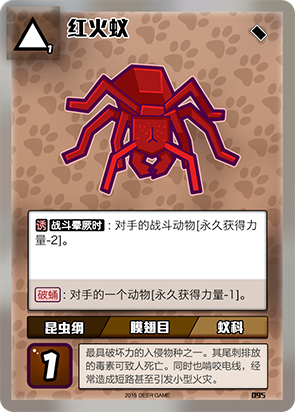 红火蚁
1
诱 战斗晕厥时：对手的战斗动物[永久获得力
量-2]。
破蛹：对手的一个动物[永久获得力量-1]。
昆虫纲 膜翅目 蚁科
1
最具破坏力的入侵物种之一。其尾刺排放
的毒素可致人死亡。同时也啃咬电线，经
常造成短路甚至引发小型火灾。
2015 DEER GAME
095